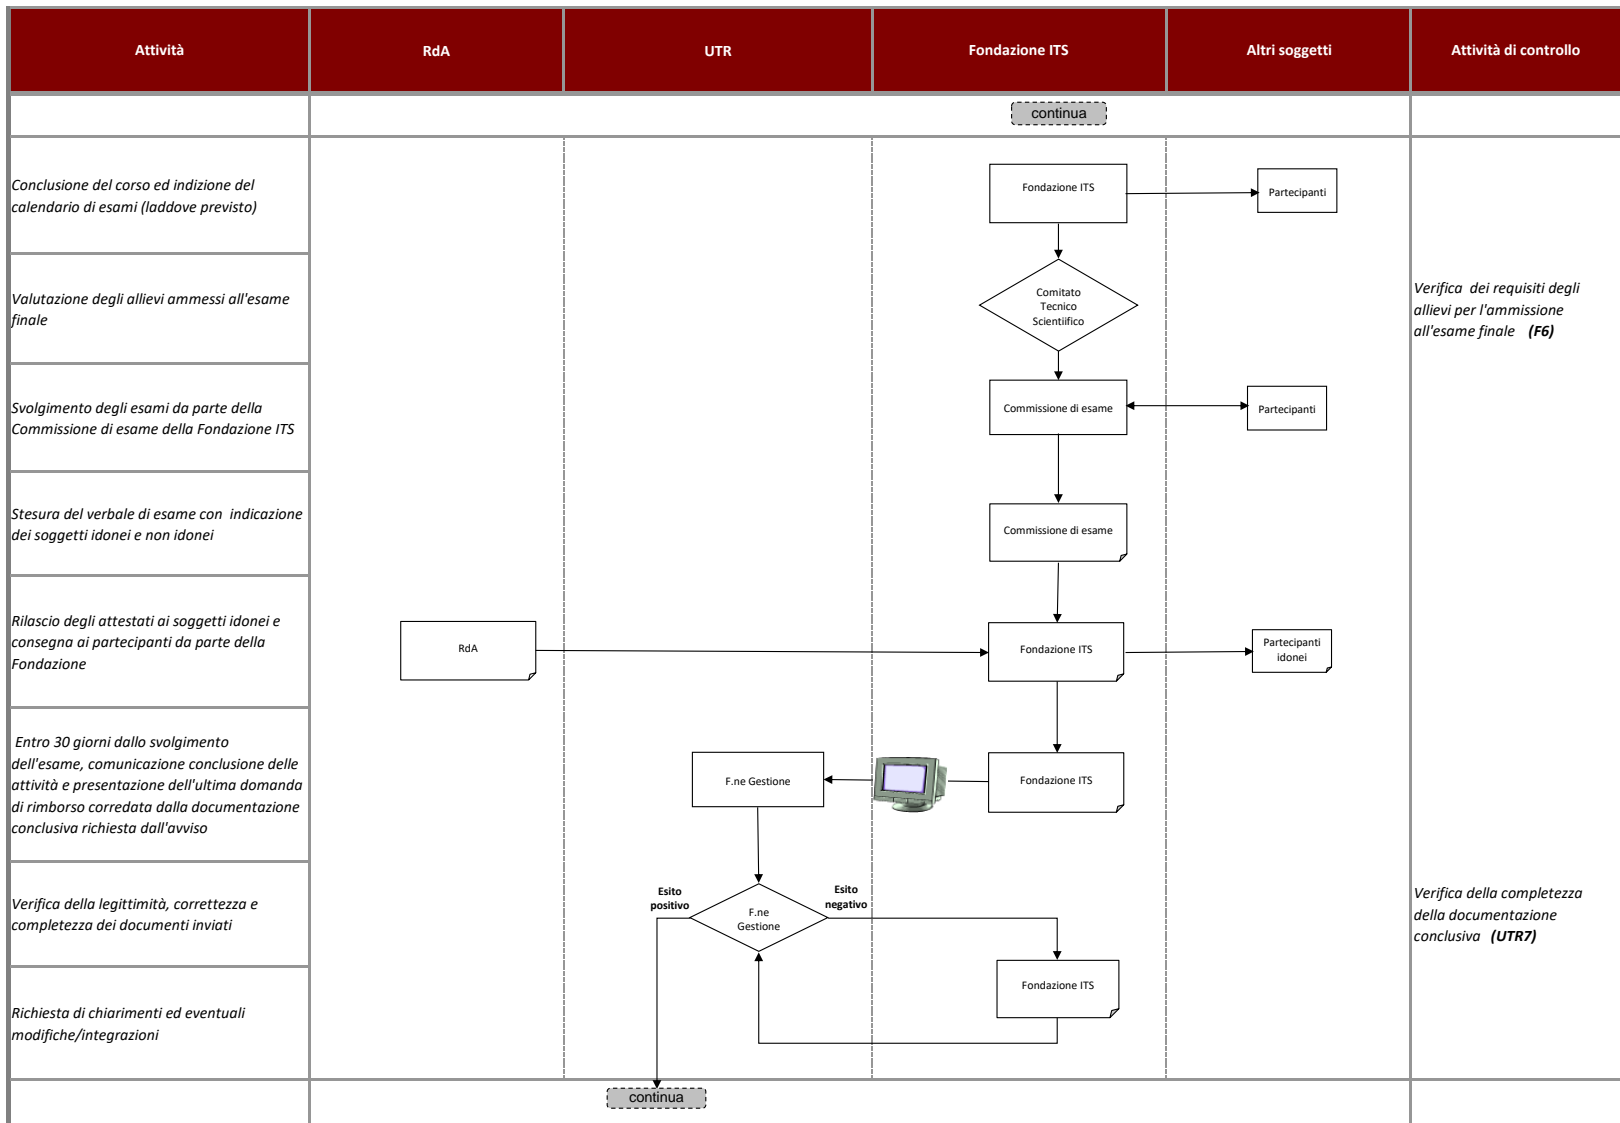 Attività
RdA
UTR
Fondazione ITS
Altri soggetti
Attività di controllo
continua
Conclusione del corso ed indizione del
calendario di esami (laddove previsto)
Fondazione ITS
Partecipanti
Valutazione degli allievi ammessi all'esame
finale
Comitato
Tecnico
Scientiifico
Verifica dei requisiti degli
allievi per l'ammissione
all'esame finale (F6)
Svolgimento degli esami da parte della
Commissione di esame della Fondazione ITS
Commissione di esame
Partecipanti
Stesura del verbale di esame con indicazione
dei soggetti idonei e non idonei
Commissione di esame
Rilascio degli attestati ai soggetti idonei e
consegna ai partecipanti da parte della
Fondazione
RdA
Fondazione ITS
Partecipanti
idonei
Entro 30 giorni dallo svolgimento
dell'esame, comunicazione conclusione delle
attività e presentazione dell'ultima domanda
di rimborso corredata dalla documentazione
conclusiva richiesta dall'avviso
F.ne Gestione
Fondazione ITS
Verifica della legittimità, correttezza e
completezza dei documenti inviati
Esito
positivo
F.ne
Gestione
Esito
negativo
Verifica della completezza
della documentazione
conclusiva (UTR7)
Richiesta di chiarimenti ed eventuali
modifiche/integrazioni
Fondazione ITS
continua